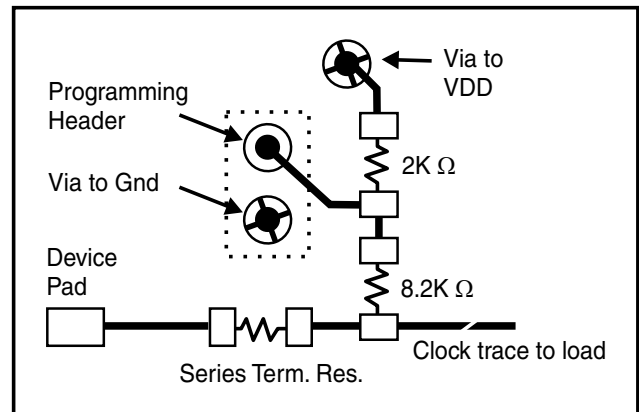 Via to
VDD
Programming
Header
2K Ω
Via to Gnd
Device
Pad
8.2K Ω
Clock trace to load
Series Term. Res.